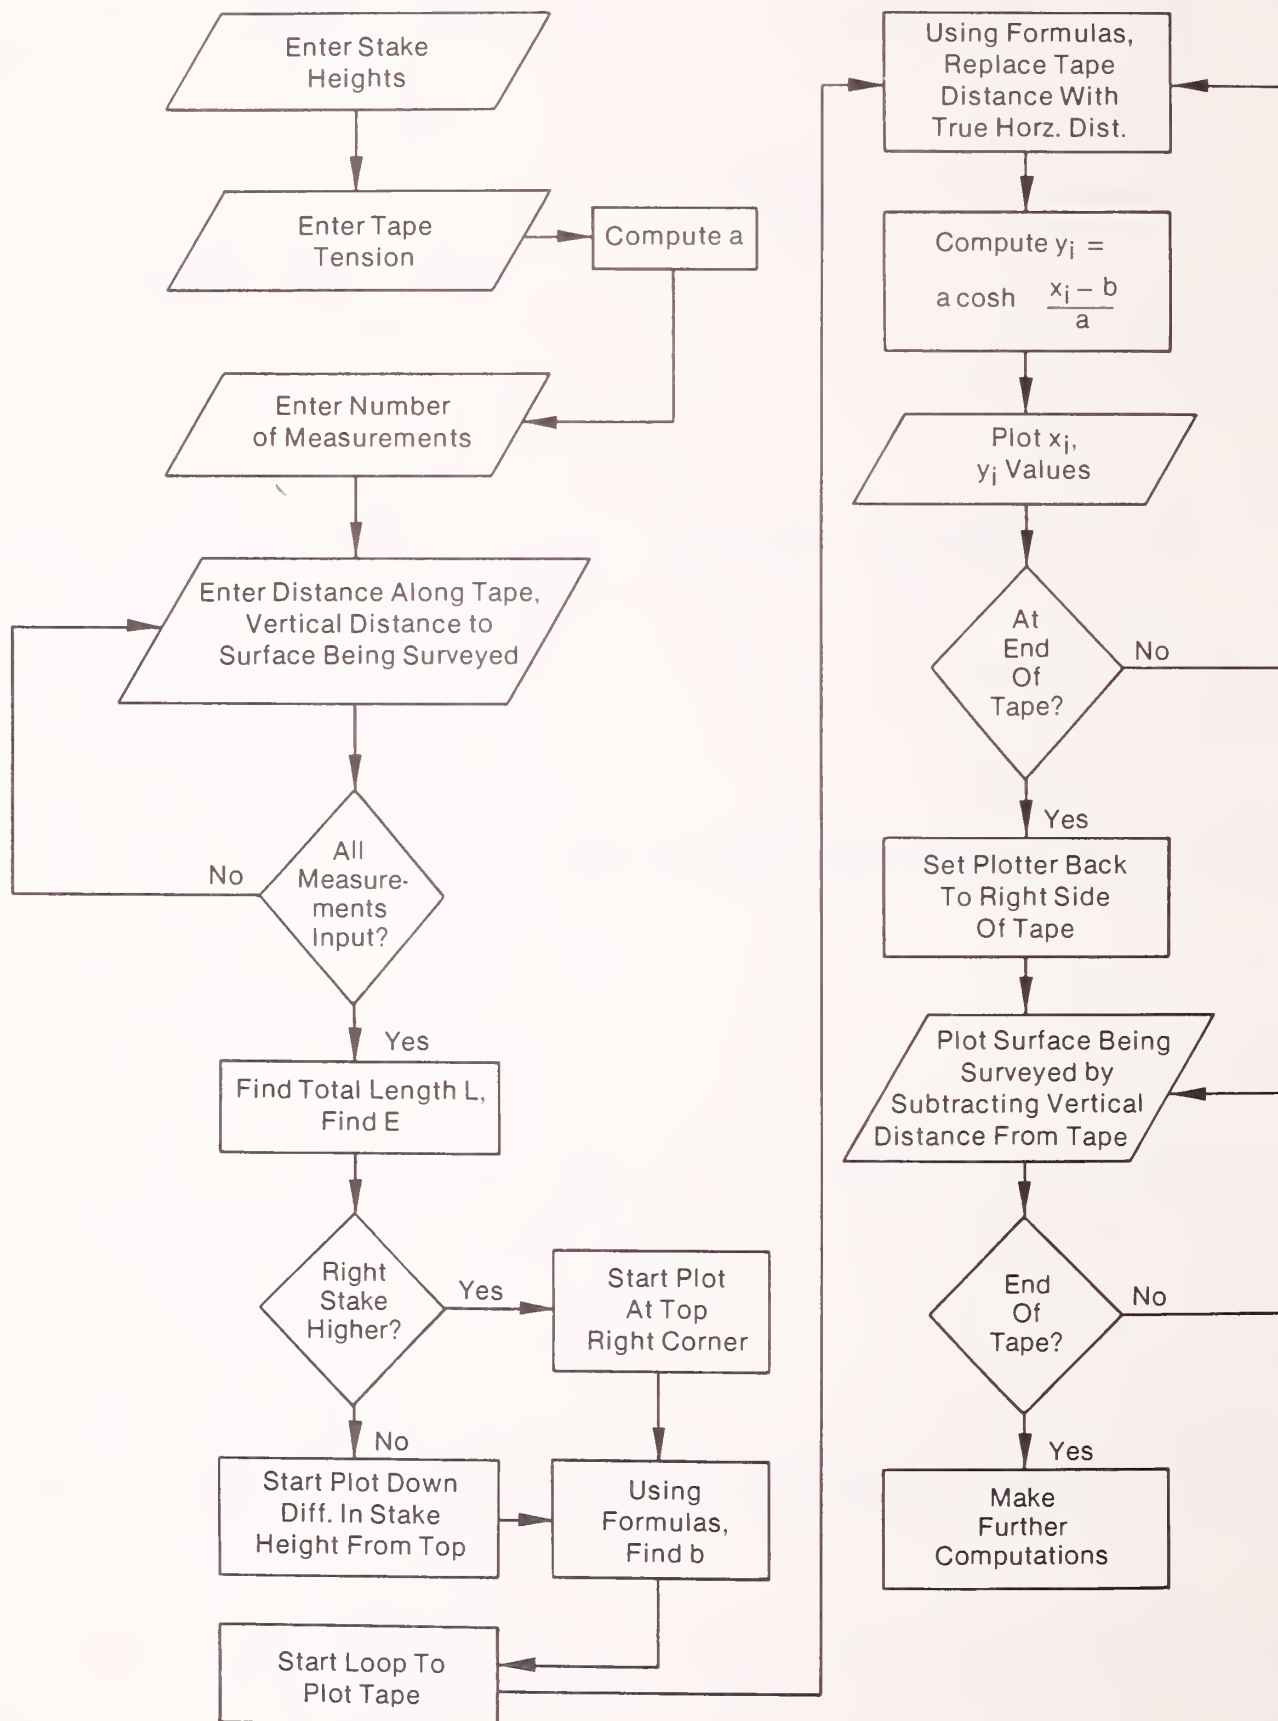 Enter Stake
Heights
Enter Tape
Tension
Compute a
Enter Number
of Measurements
Enter Distance Along Tape,
Vertical Distance to
Surface Being Surveyed
All
Measure-
ments
Input?
No
Yes
Find Total Length L,
Find E
Right
Stake
Higher?
Yes
Start Plot
At Top
Right Corner
No
Start Plot Down
Diff. In Stake
Height From Top
Using
Formulas,
Find b
Start Loop To
Plot Tape
Using Formulas,
Replace Tape
Distance With
True Horz. Dist.
Compute yi =
a cosh xi – b
a
Plot xi,
yi Values
At
End
Of
Tape?
No
Yes
Set Plotter Back
To Right Side
Of Tape
Plot Surface Being
Surveyed by
Subtracting Vertical
Distance From Tape
End
Of
Tape?
No
Yes
Make
Further
Computations